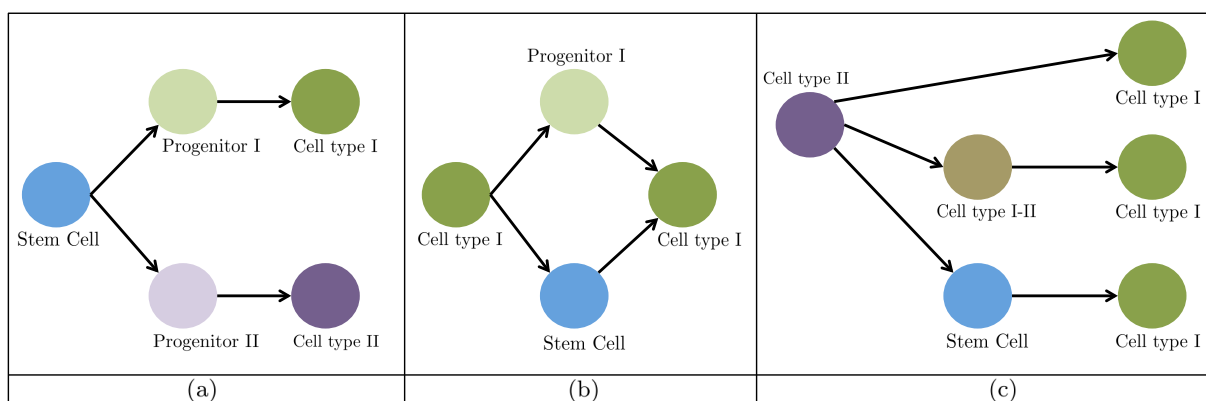 Progenitor I
Cell type I
Stem Cell
Progenitor II
Cell type II
(a)
Progenitor I
Cell type I
Cell type I
Stem Cell
(b)
Cell type II
Cell type I
Cell type I-II
Cell type I
Stem Cell
Cell type I
(c)